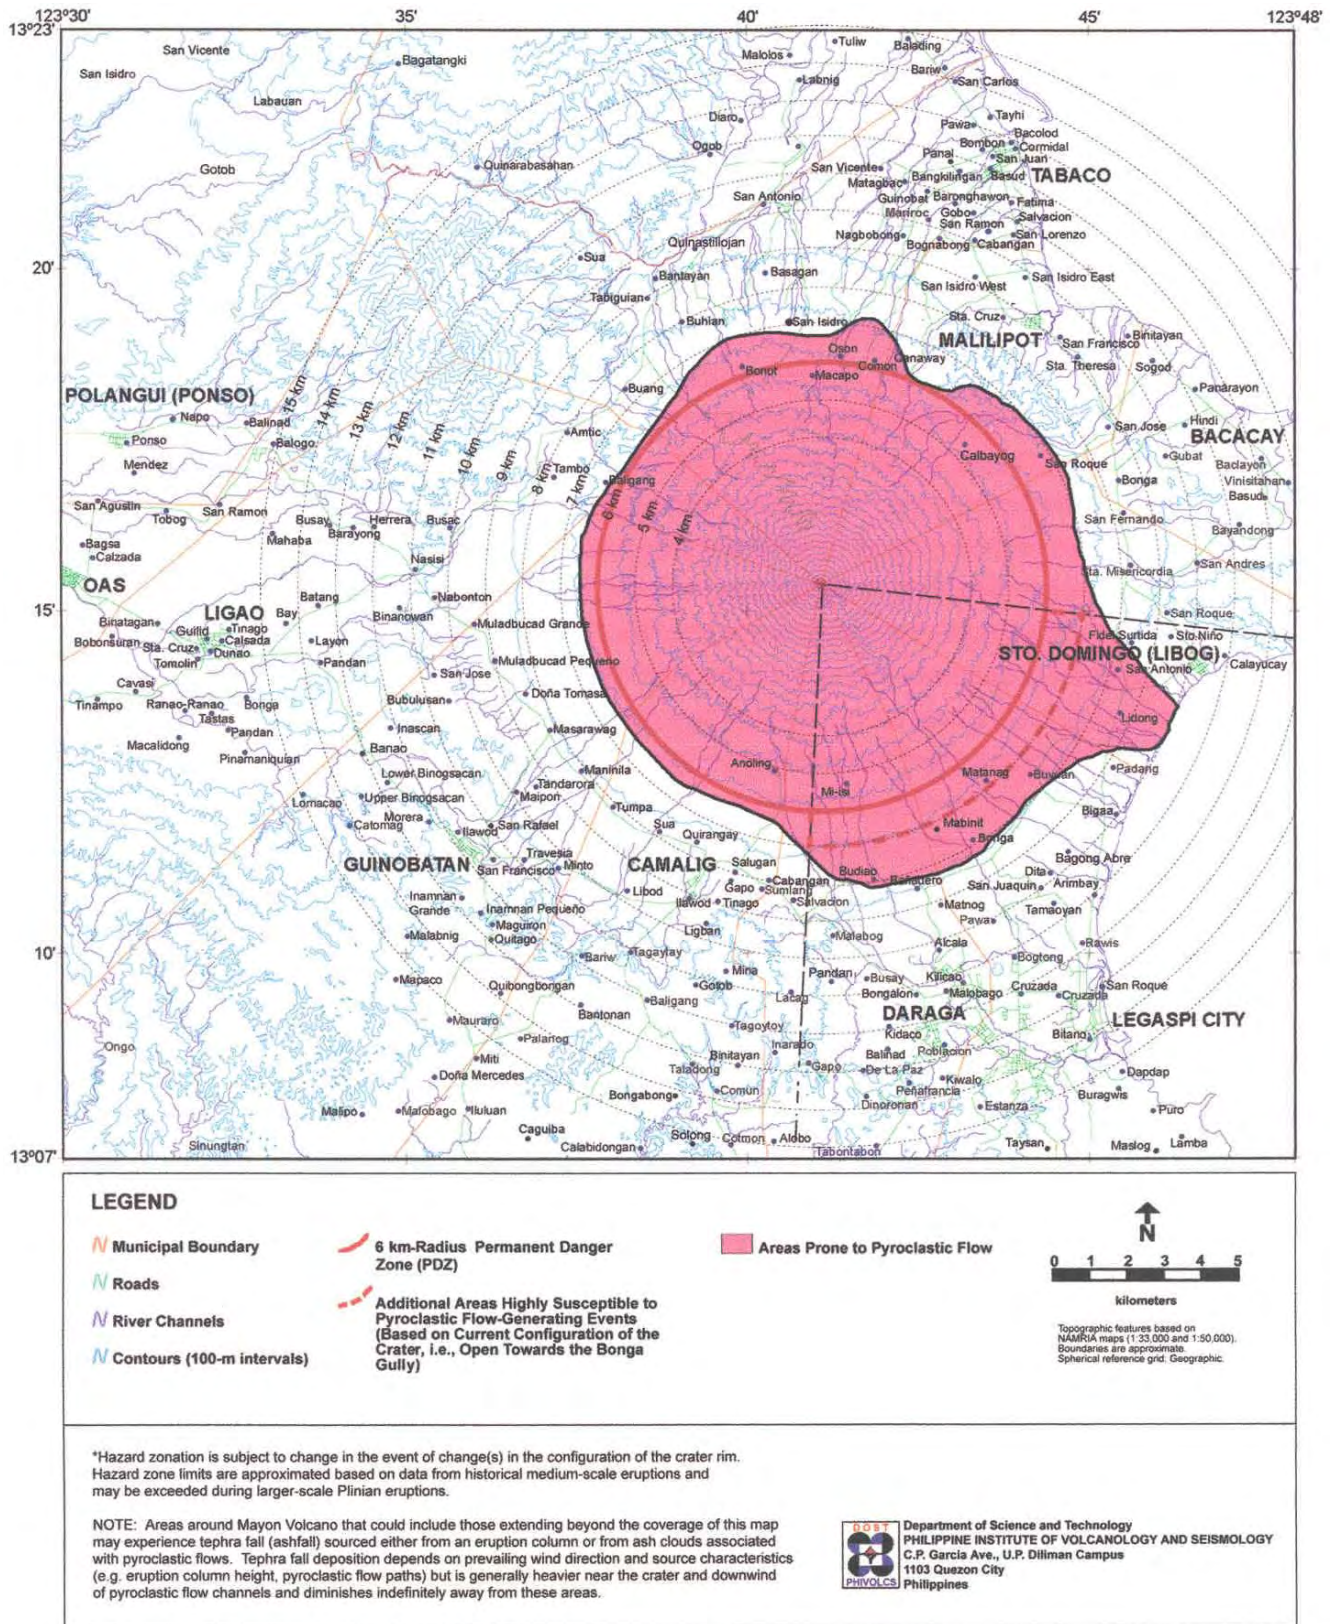 123º30' 35' 40' 45' 123º48'
13º23'
San Vicente
Bagatangki
San Isidro
Labauan
Gotob
Quinarabasahan
Tuliw
Balading
Malolos
Bariw
Labnig
San Carlos
Diaro
Tayhi
Pawa
Bacolod
Bombon
Cormidal
Ogob
Panal
San Juan
San Vicente
Bangkilingan
Basud
TABACO
Matagbac
San Antonio
Guinobat
Baronghawon
Fatima
Mariroc
Gobo
Salvacion
San Ramon
San Lorenzo
Nagbobong
Bognabong
Cabangan
Quinastillojan
Sua
20'
Bantayan
Basagan
San Isidro East
San Isidro West
Tabiguian
Buhian
San Isidro
Sta. Cruz
MALILIPOT
San Francisco
Binitayan
Oson
Canaway
Comon
Sta. Theresa
Sogod
Bonot
Macapo
Buang
Panarayon
POLANGUI (PONSO)
15 km
14 km
13 km
12 km
11 km
10 km
9 km
8 km
7 km
6 km
5 km
4 km
Napo
Balinad
Amtic
San Jose
Hindi
BACACAY
Ponso
Balogo
Calbayog
San Roque
Gubat
Baclayon
Mendez
Tambo
Baligang
Bonga
Vinisitahan
Basud
San Agustin
San Ramon
Tobog
Busay
Herrera
Busac
San Fernando
Bayandong
Barayong
Mahaba
Bagsa
Calzada
Nasisi
Sta. Misericordia
San Andres
OAS
Batang
Nabonton
15'
LIGAO
Bay
Binanowan
San Roque
Binatagan
Tinago
Muladbucad Grande
Guilid
Fidel Surtida
Sto Niño
Bobonsuran
Sta. Cruz
Calsada
Layon
Dunao
STO. DOMINGO (LIBOG)
Tomolin
Pandan
Muladbucad Pequeno
San Antonio
Calayucay
San Jose
Cavasi
Doña Tomasa
Tinampo
Ranao-Ranao
Bonga
Bubulusan
Tastas
Lidong
Pandan
Inascan
Masarawag
Macalidong
Pinamaniquian
Banao
Anoling
Padang
Lower Binogsacan
Maninila
Matanag
Buyuan
Tandarora
Mi-isi
Lomacao
Upper Binogsacan
Maipon
Tumpa
Bigaa
Morera
Catomag
Ilawod
San Rafael
Sua
Quirangay
Mabinit
Bonga
GUINOBATAN
Travesia
CAMALIG
Salugan
Bagong Abre
San Francisco
Minto
Cabangan
Budiao
Dita
Bañadero
San Juaquin
Arimbay
Gapo
Sumlang
Libod
Inamnan
Grande
Ilawod
Tinago
Salvacion
Matnog
Tamaoyan
Inamnan Pequeño
Pawa
Maguiron
Ligban
Malabnig
Quitago
Malabog
Rawis
10'
Alcala
Bariw
Tagaytay
Bogtong
Mina
Pandan
Mapaco
Quibongbongan
Gotob
Busay
Kilicao
Cruzada
San Roque
Baligang
Lacag
Bongalon
Malobago
Cruzada
Bantonan
DARAGA
LEGASPI CITY
Mauraro
Tagoytoy
Kidaco
Palanog
Inarado
Bitano
Ongo
Binitayan
Balinad
Poblacion
Miti
Taladong
Gapo
De La Paz
Dapdap
Doña Mercedes
Comun
Kiwalo
Bongabong
Peñafrancia
Buragwis
Malipo
Malobago
Iluluan
Dinoronan
Estanza
Puro
Caguiba
Solong
Cotmon
Alobo
Sinungtan
Calabidongan
Tabontabon
Taysan
Maslog
Lamba
13º07'
LEGEND
Municipal Boundary
Roads
River Channels
Contours (100-m intervals)
6 km-Radius Permanent Danger
Zone (PDZ)
Additional Areas Highly Susceptible to
Pyroclastic Flow-Generating Events
(Based on Current Configuration of the
Crater, i.e., Open Towards the Bonga
Gully)
Areas Prone to Pyroclastic Flow
N
0 1 2 3 4 5
kilometers
Topographic features based on
NAMRIA maps (1:33,000 and 1:50,000).
Boundaries are approximate.
Spherical reference grid: Geographic.
*Hazard zonation is subject to change in the event of change(s) in the configuration of the crater rim.
Hazard zone limits are approximated based on data from historical medium-scale eruptions and
may be exceeded during larger-scale Plinian eruptions.
NOTE: Areas around Mayon Volcano that could include those extending beyond the coverage of this map
may experience tephra fall (ashfall) sourced either from an eruption column or from ash clouds associated
with pyroclastic flows. Tephra fall deposition depends on prevailing wind direction and source characteristics
(e.g. eruption column height, pyroclastic flow paths) but is generally heavier near the crater and downwind
of pyroclastic flow channels and diminishes indefinitely away from these areas.
DOST
PHIVOLCS
Department of Science and Technology
PHILIPPINE INSTITUTE OF VOLCANOLOGY AND SEISMOLOGY
C.P. Garcia Ave., U.P. Diliman Campus
1103 Quezon City
Philippines